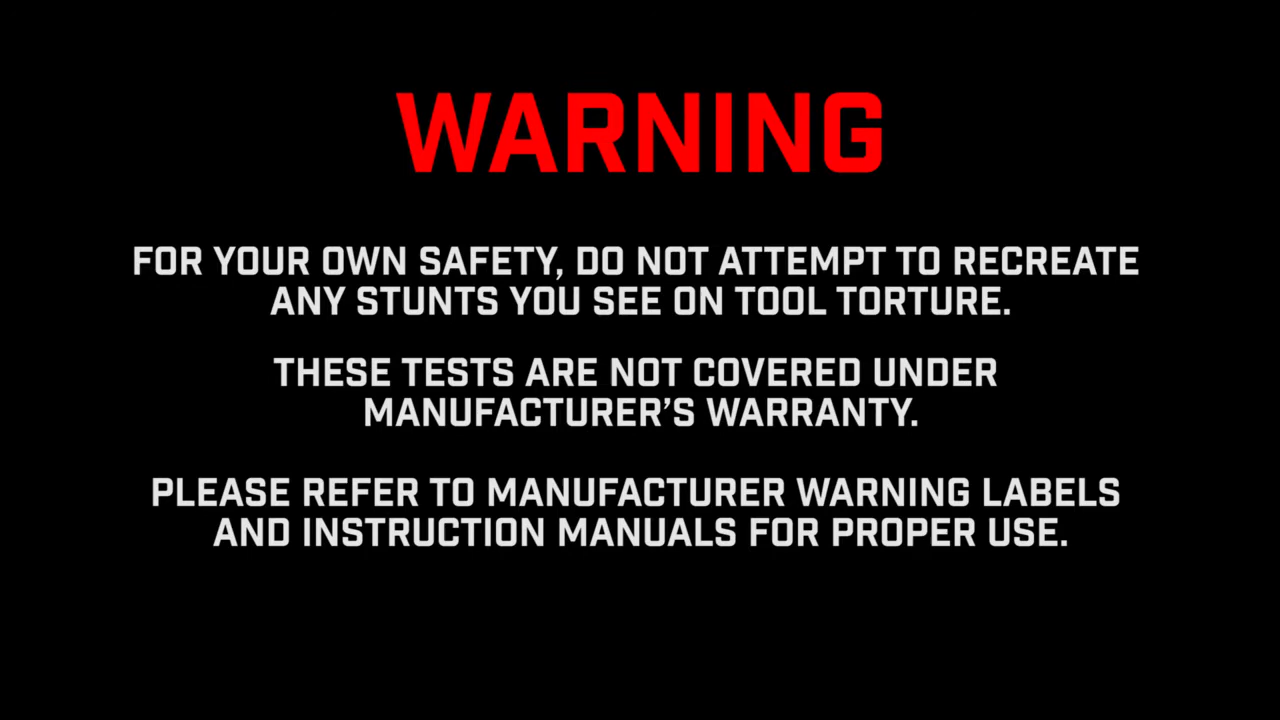 WARNING
FOR YOUR OWN SAFETY, DO NOT ATTEMPT TO RECREATE
ANY STUNTS YOU SEE ON TOOL TORTURE.
THESE TESTS ARE NOT COVERED UNDER
MANUFACTURER’S WARRANTY.
PLEASE REFER TO MANUFACTURER WARNING LABELS
AND INSTRUCTION MANUALS FOR PROPER USE.